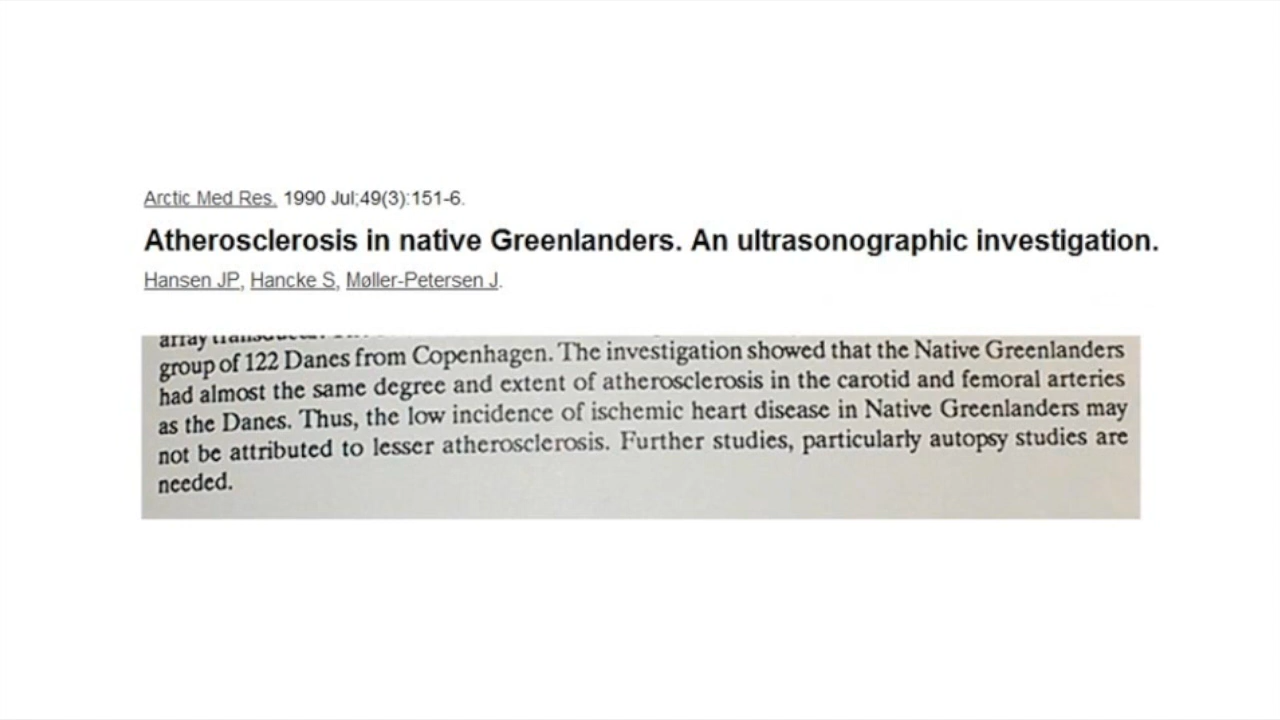 Arctic Med Res. 1990 Jul;49(3):151-6.
Atherosclerosis in native Greenlanders. An ultrasonographic investigation.
Hansen JP, Hancke S, Møller-Petersen J.
array
group of 122 Danes from Copenhagen. The investigation showed that the Native Greenlanders
had almost the same degree and extent of atherosclerosis in the carotid and femoral arteries
as the Danes. Thus, the low incidence of ischemic heart disease in Native Greenlanders may
not be attributed to lesser atherosclerosis. Further studies, particularly autopsy studies are
needed.